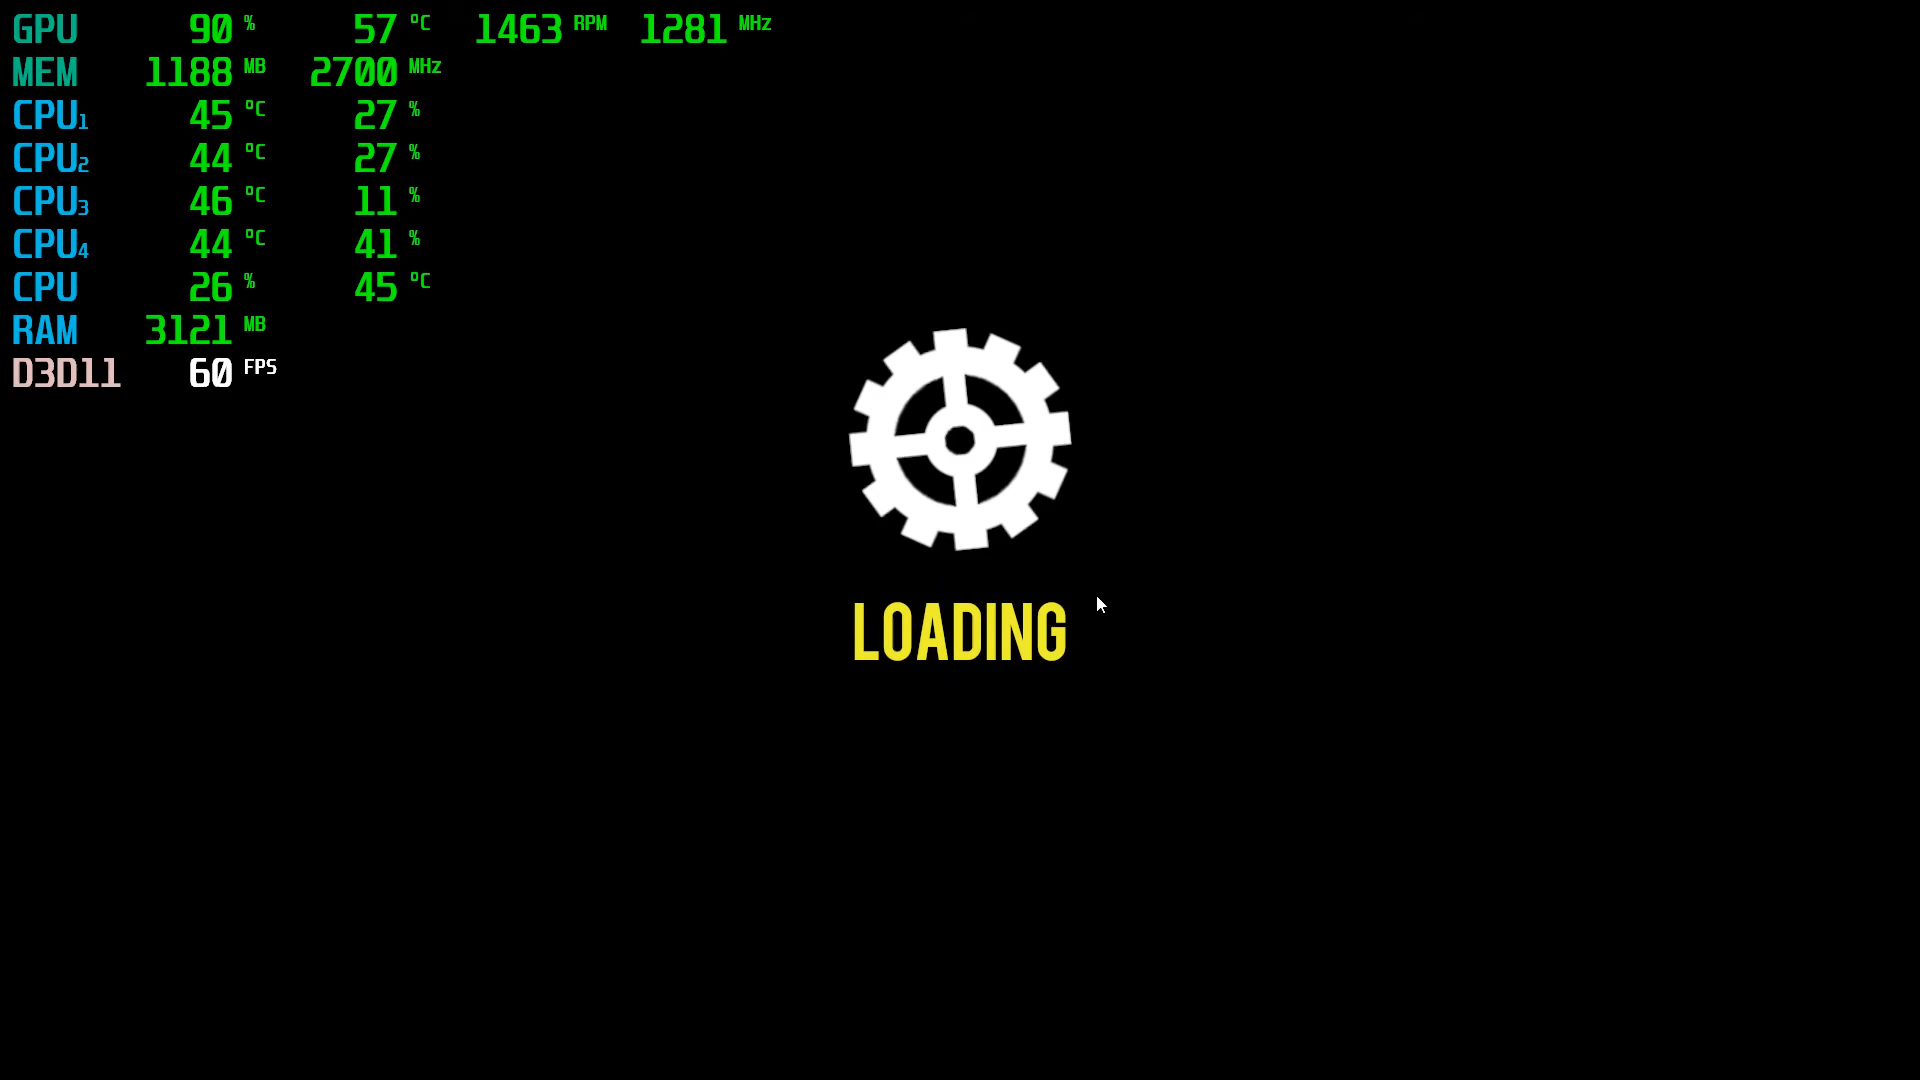 GPU 90 % 57 °C 1463 RPM 1281 MHz
MEM 1188 MB 2700 MHz
CPU1 45 °C 27 %
CPU2 44 °C 27 %
CPU3 46 °C 11 %
CPU4 44 °C 41 %
CPU 26 % 45 °C
RAM 3121 MB
D3D11 60 FPS
LOADING